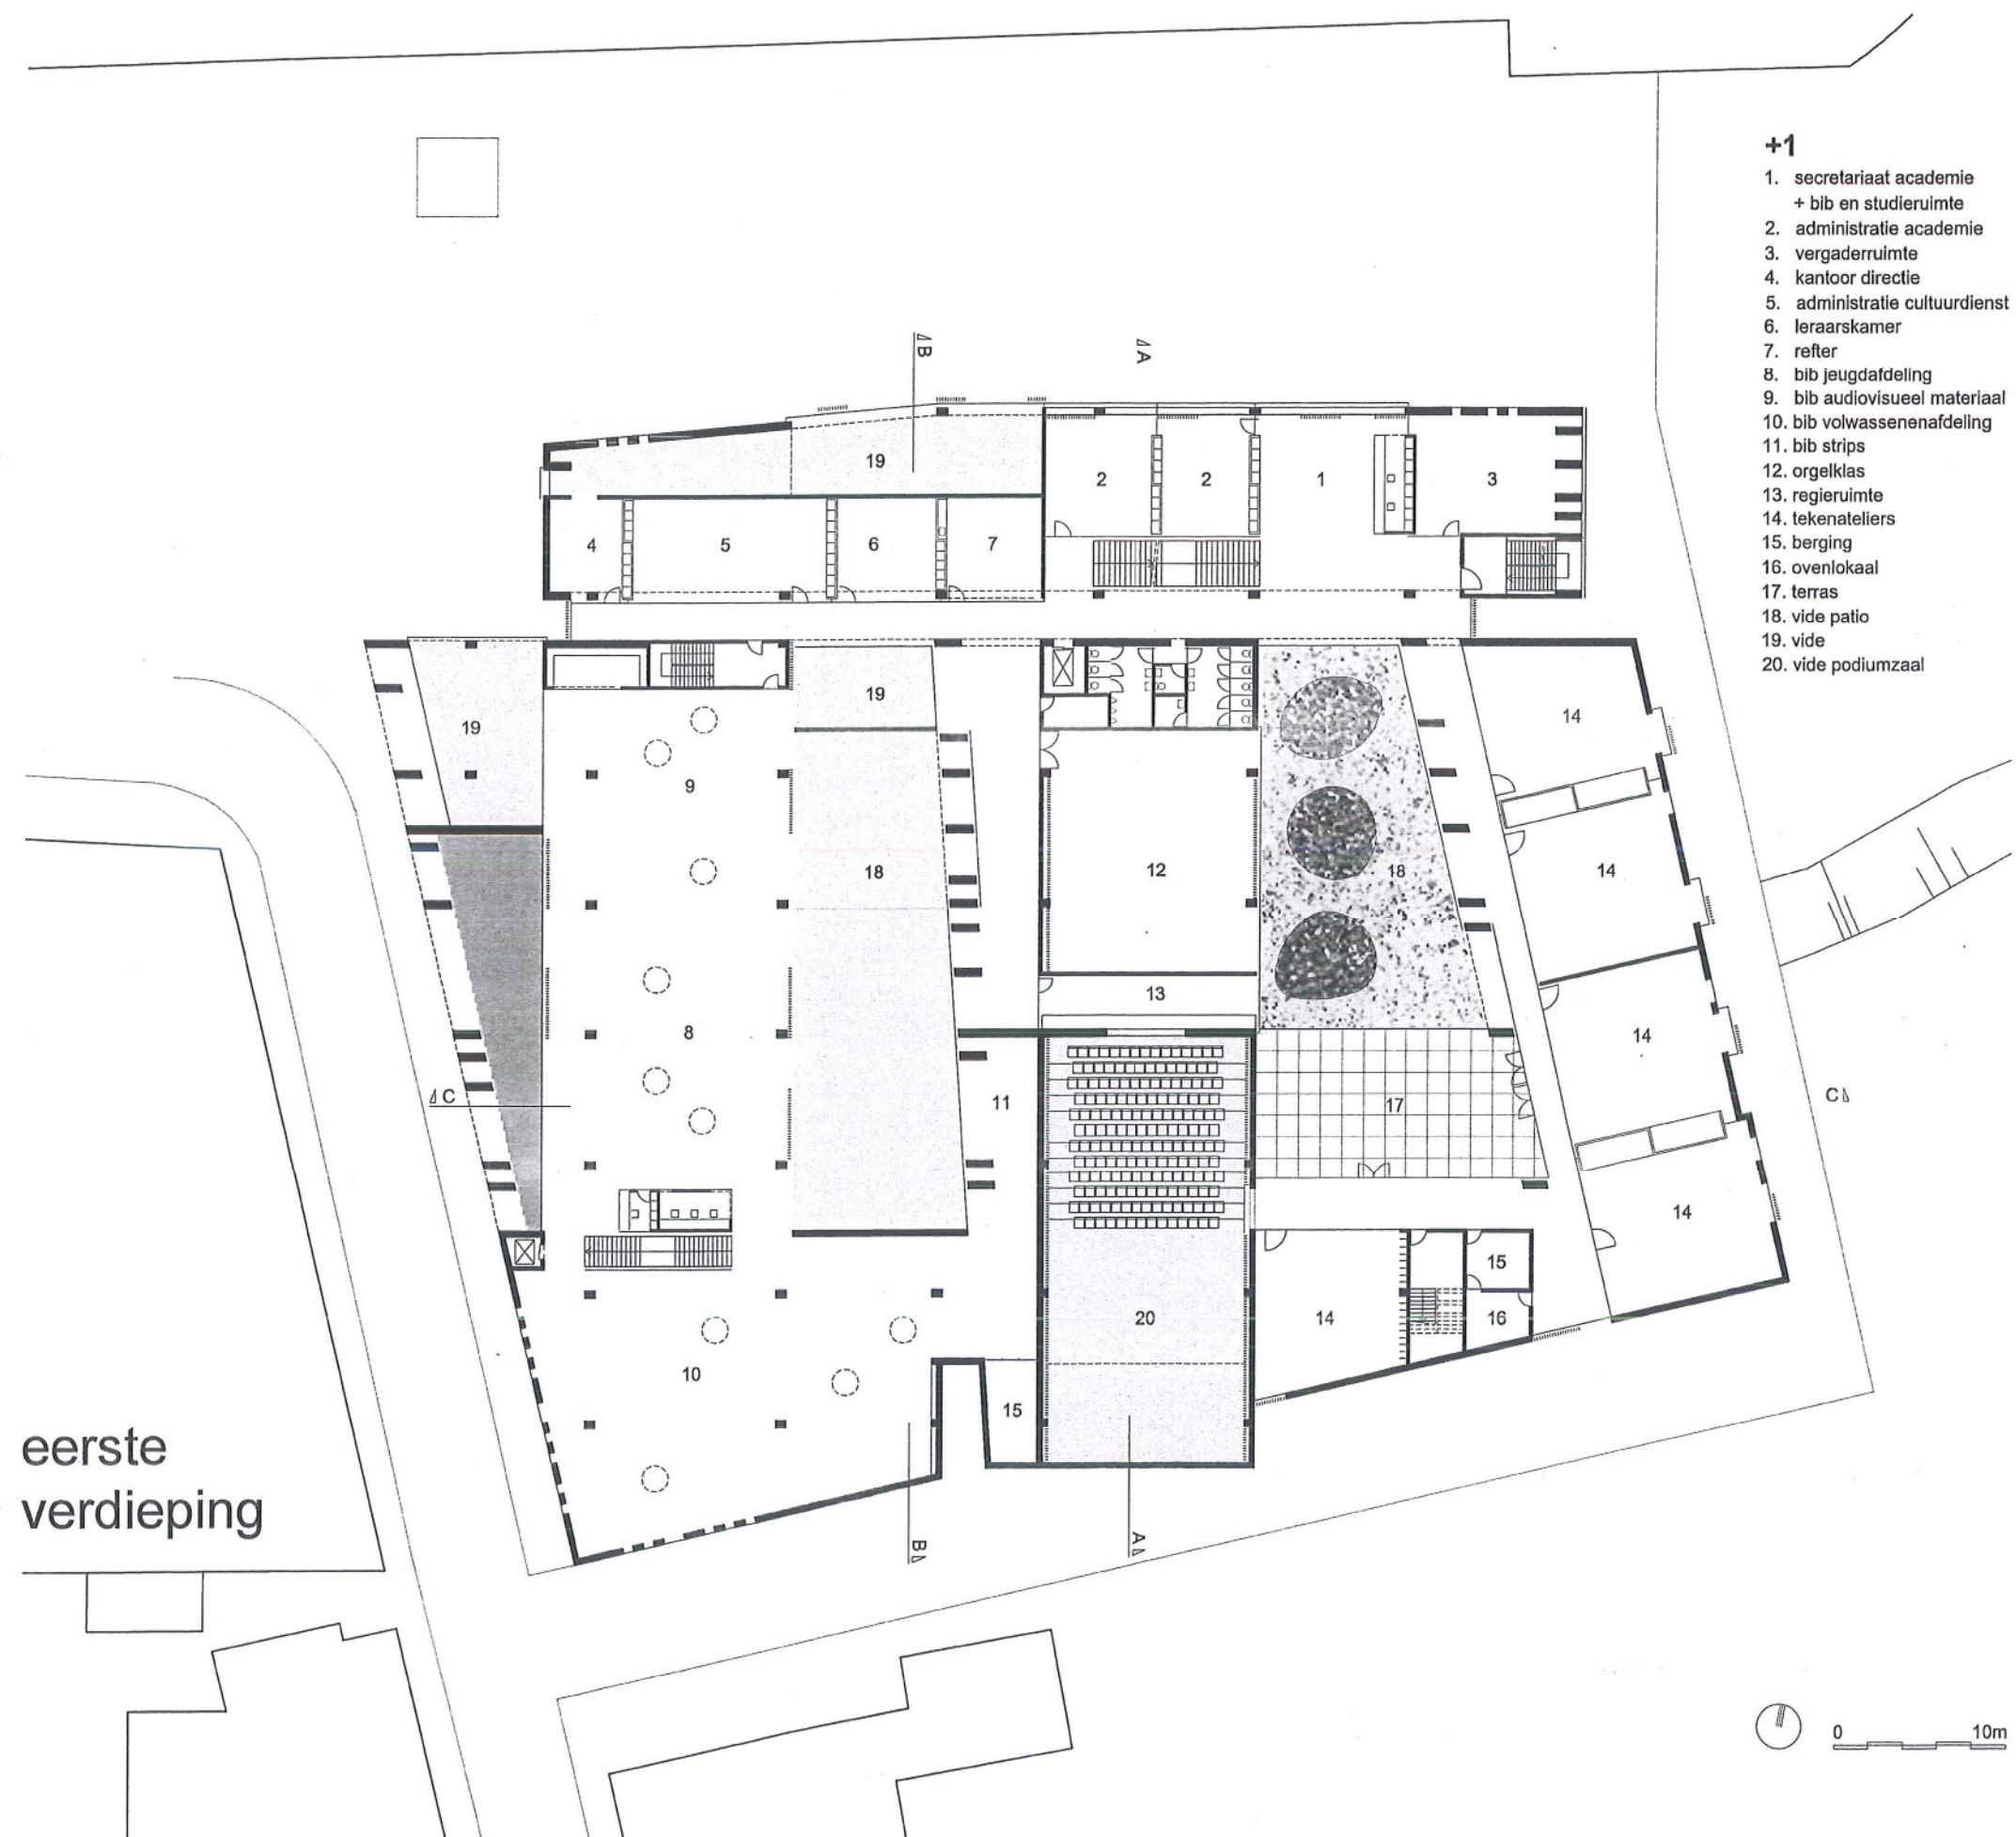 +1
1. secretariaat academie
+ bib en studieruimte
2. administratie academie
3. vergaderruimte
4. kantoor directie
5. administratie cultuurdienst
6. leraarskamer
7. refter
8. bib jeugdafdeling
9. bib audiovisueel materiaal
10. bib volwassenenafdeling
11. bib strips
12. orgelklas
13. regieruimte
14. tekenateliers
15. berging
16. ovenlokaal
17. terras
18. vide patio
19. vide
20. vide podiumzaal
B
A
19
2
2
1
3
4
5
6
7
19
19
14
9
18
12
18
14
13
8
14
C
11
17
C
14
15
20
14
16
10
15
B
A
eerste
verdieping
0 10m